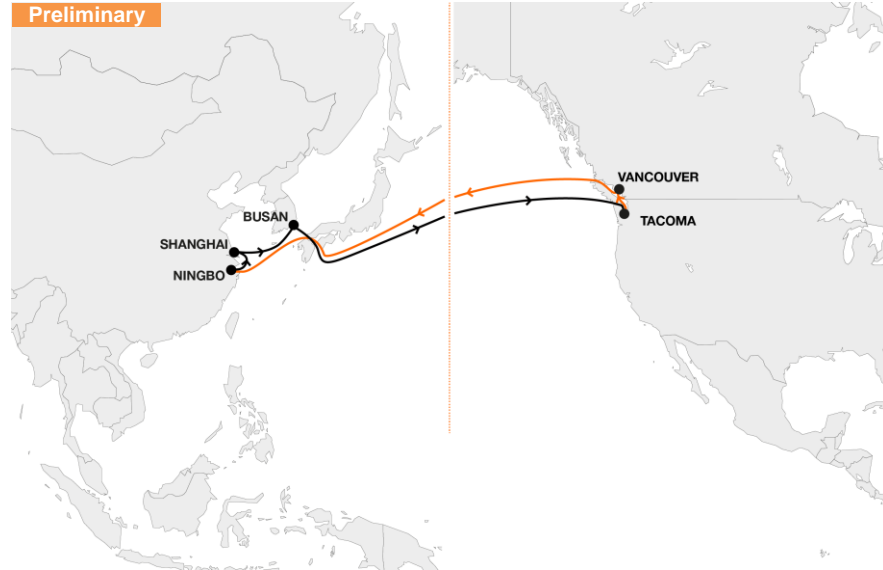 Preliminary
VANCOUVER
BUSAN
TACOMA
SHANGHAI
NINGBO